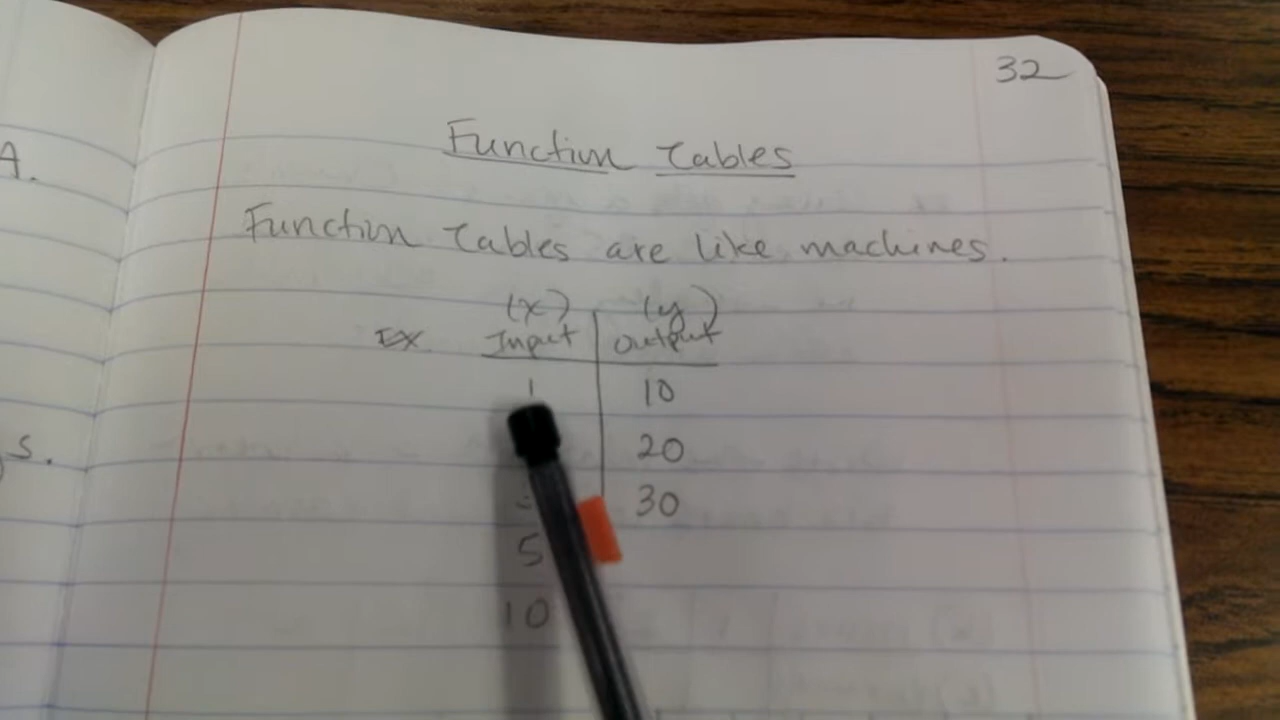 32
A.
Function Tables
Function Tables are like machines.
(x) (y)
Ex Input Output
1 10
20
s.
30
5
10